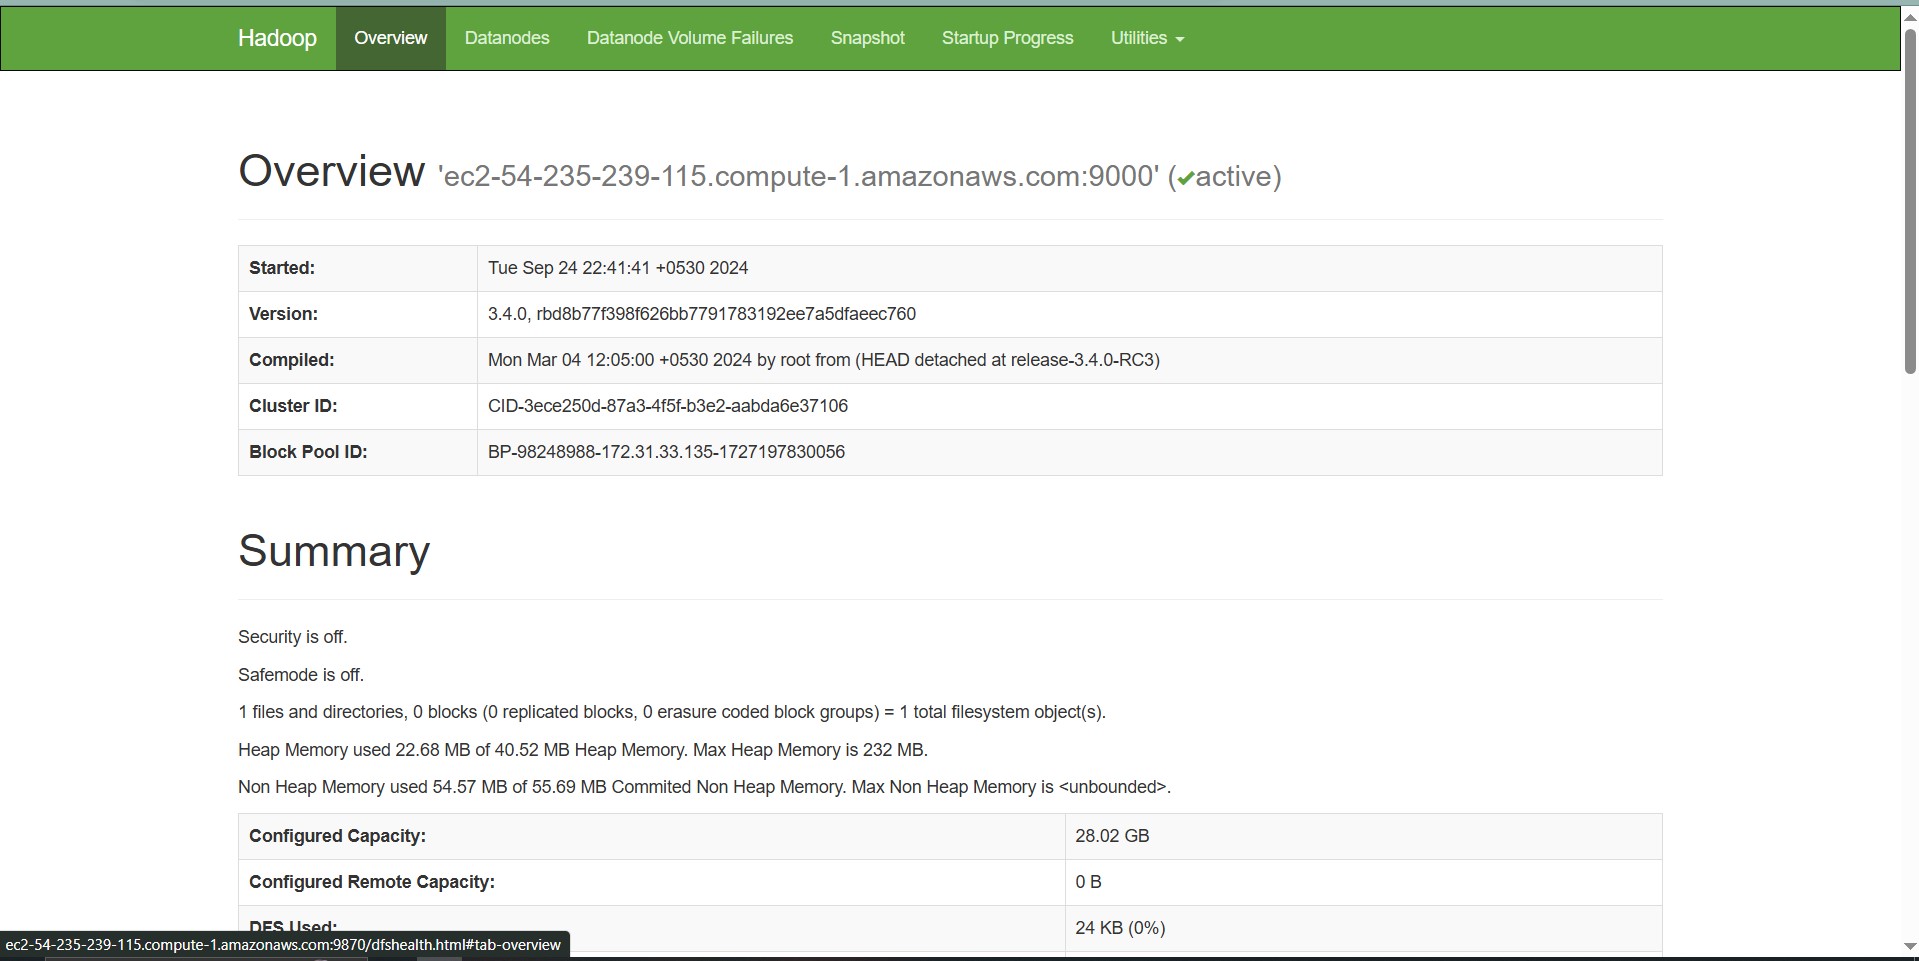 Hadoop Overview Datanodes Datanode Volume Failures Snapshot Startup Progress Utilities
Overview 'ec2-54-235-239-115.compute-1.amazonaws.com:9000' (✔active)
Started: Tue Sep 24 22:41:41 +0530 2024
Version: 3.4.0, rbd8b77f398f626bb7791783192ee7a5dfaeec760
Compiled: Mon Mar 04 12:05:00 +0530 2024 by root from (HEAD detached at release-3.4.0-RC3)
Cluster ID: CID-3ece250d-87a3-4f5f-b3e2-aabda6e37106
Block Pool ID: BP-98248988-172.31.33.135-1727197830056
Summary
Security is off.
Safemode is off.
1 files and directories, 0 blocks (0 replicated blocks, 0 erasure coded block groups) = 1 total filesystem object(s).
Heap Memory used 22.68 MB of 40.52 MB Heap Memory. Max Heap Memory is 232 MB.
Non Heap Memory used 54.57 MB of 55.69 MB Commited Non Heap Memory. Max Non Heap Memory is <unbounded>.
Configured Capacity: 28.02 GB
Configured Remote Capacity: 0 B
DFS Used: 24 KB (0%)
ec2-54-235-239-115.compute-1.amazonaws.com:9870/dfshealth.html#tab-overview